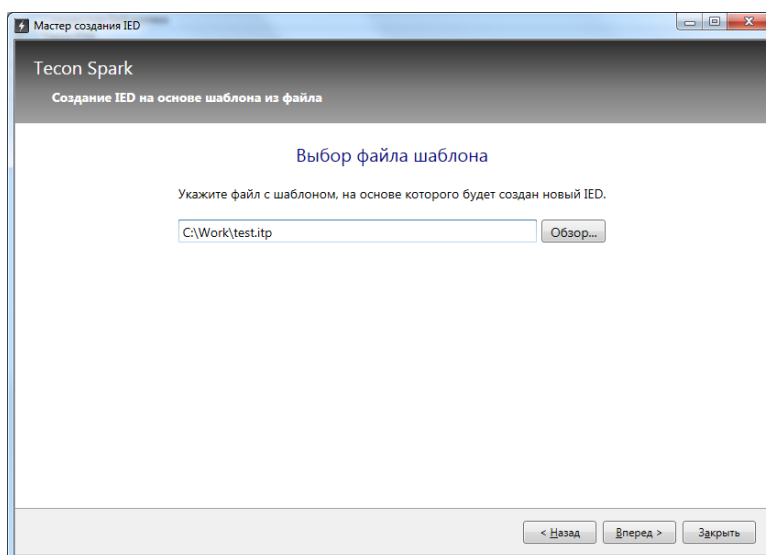 Мастер создания IED
Tecon Spark
Создание IED на основе шаблона из файла
Выбор файла шаблона
Укажите файл с шаблоном, на основе которого будет создан новый IED.
C:\Work\test.itp
Обзор...
< Назад
Вперед >
Закрыть